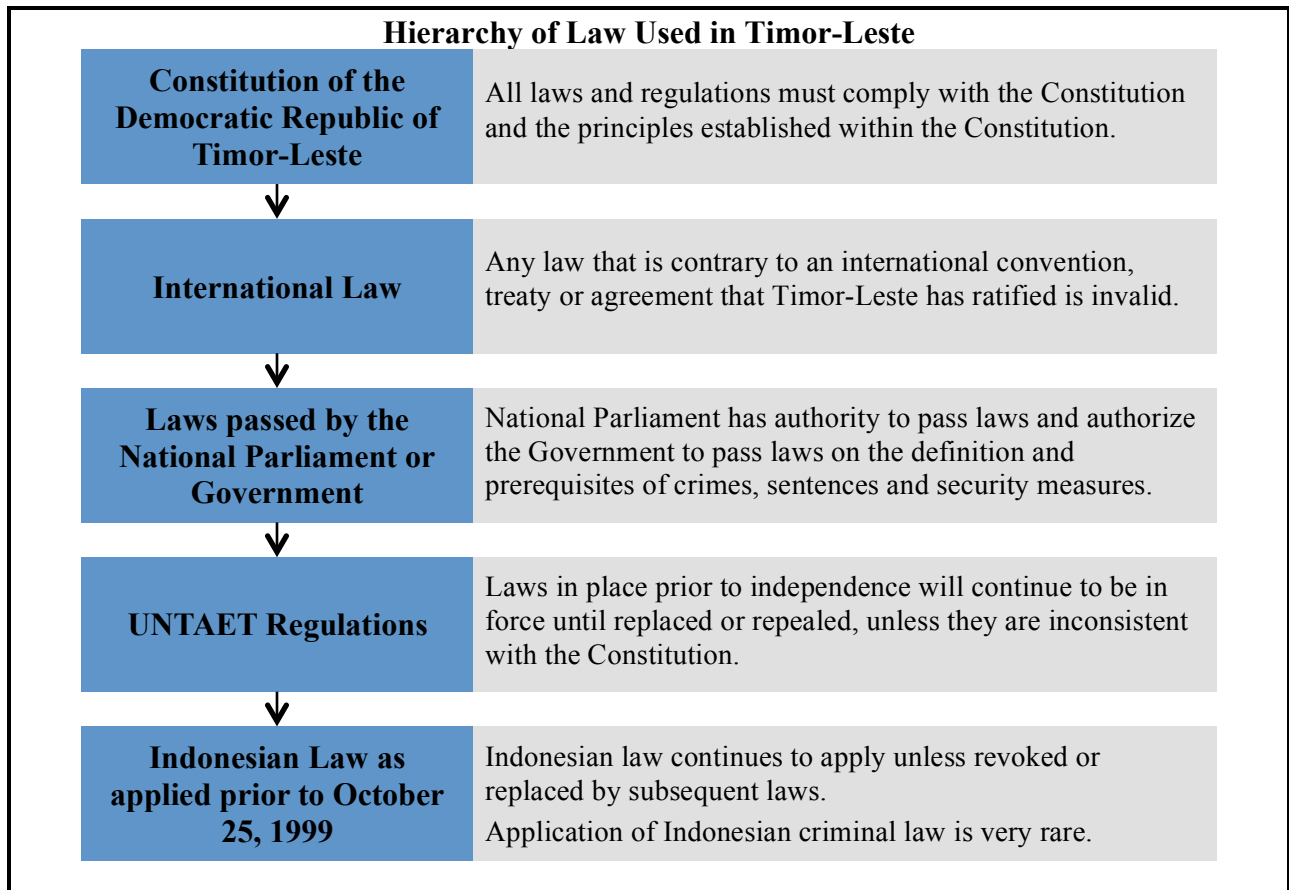 Hierarchy of Law Used in Timor-Leste
Constitution of the
Democratic Republic of
Timor-Leste
All laws and regulations must comply with the Constitution
and the principles established within the Constitution.
International Law
Any law that is contrary to an international convention,
treaty or agreement that Timor-Leste has ratified is invalid.
Laws passed by the
National Parliament or
Government
National Parliament has authority to pass laws and authorize
the Government to pass laws on the definition and
prerequisites of crimes, sentences and security measures.
UNTAET Regulations
Laws in place prior to independence will continue to be in
force until replaced or repealed, unless they are inconsistent
with the Constitution.
Indonesian Law as
applied prior to October
25, 1999
Indonesian law continues to apply unless revoked or
replaced by subsequent laws.
Application of Indonesian criminal law is very rare.